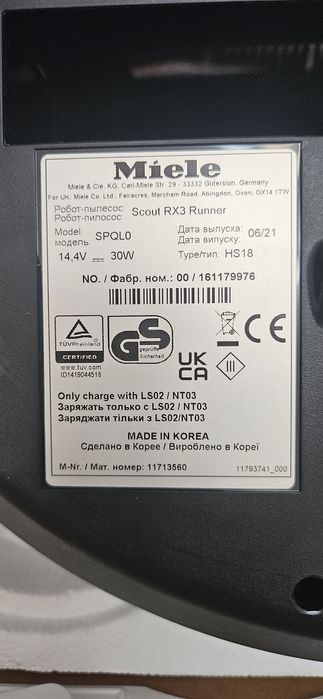 Miele
Miele & Cie. KG, Carl-Miele Str. 29 - 33332 Gütersloh, Germany
For UK: Miele Co. Ltd., Fairacres, Marcham Road, Abingdon, Oxon, OX14 1TW
Робот-пылесос: Scout RX3 Runner
Робот-пилосос:
Model: SPQL0 Дата выпуска: 06/21
модель Дата випуску:
14,4V ⎓ 30W Type/тип: HS18
NO. / Фабр. ном.: 00 / 161179976
TÜVRheinland
CERTIFIED
www.tuv.com
ID1419044516
GS
geprüfte
Sicherheit
CE
UK
CA
III
Only charge with LS02 / NT03
Заряжать только с LS02 / NT03
Заряджати тільки з LS02/NT03
MADE IN KOREA
Сделано в Корее / Вироблено в Кореї
M-Nr. / Мат. номер: 11713560 11793741_000